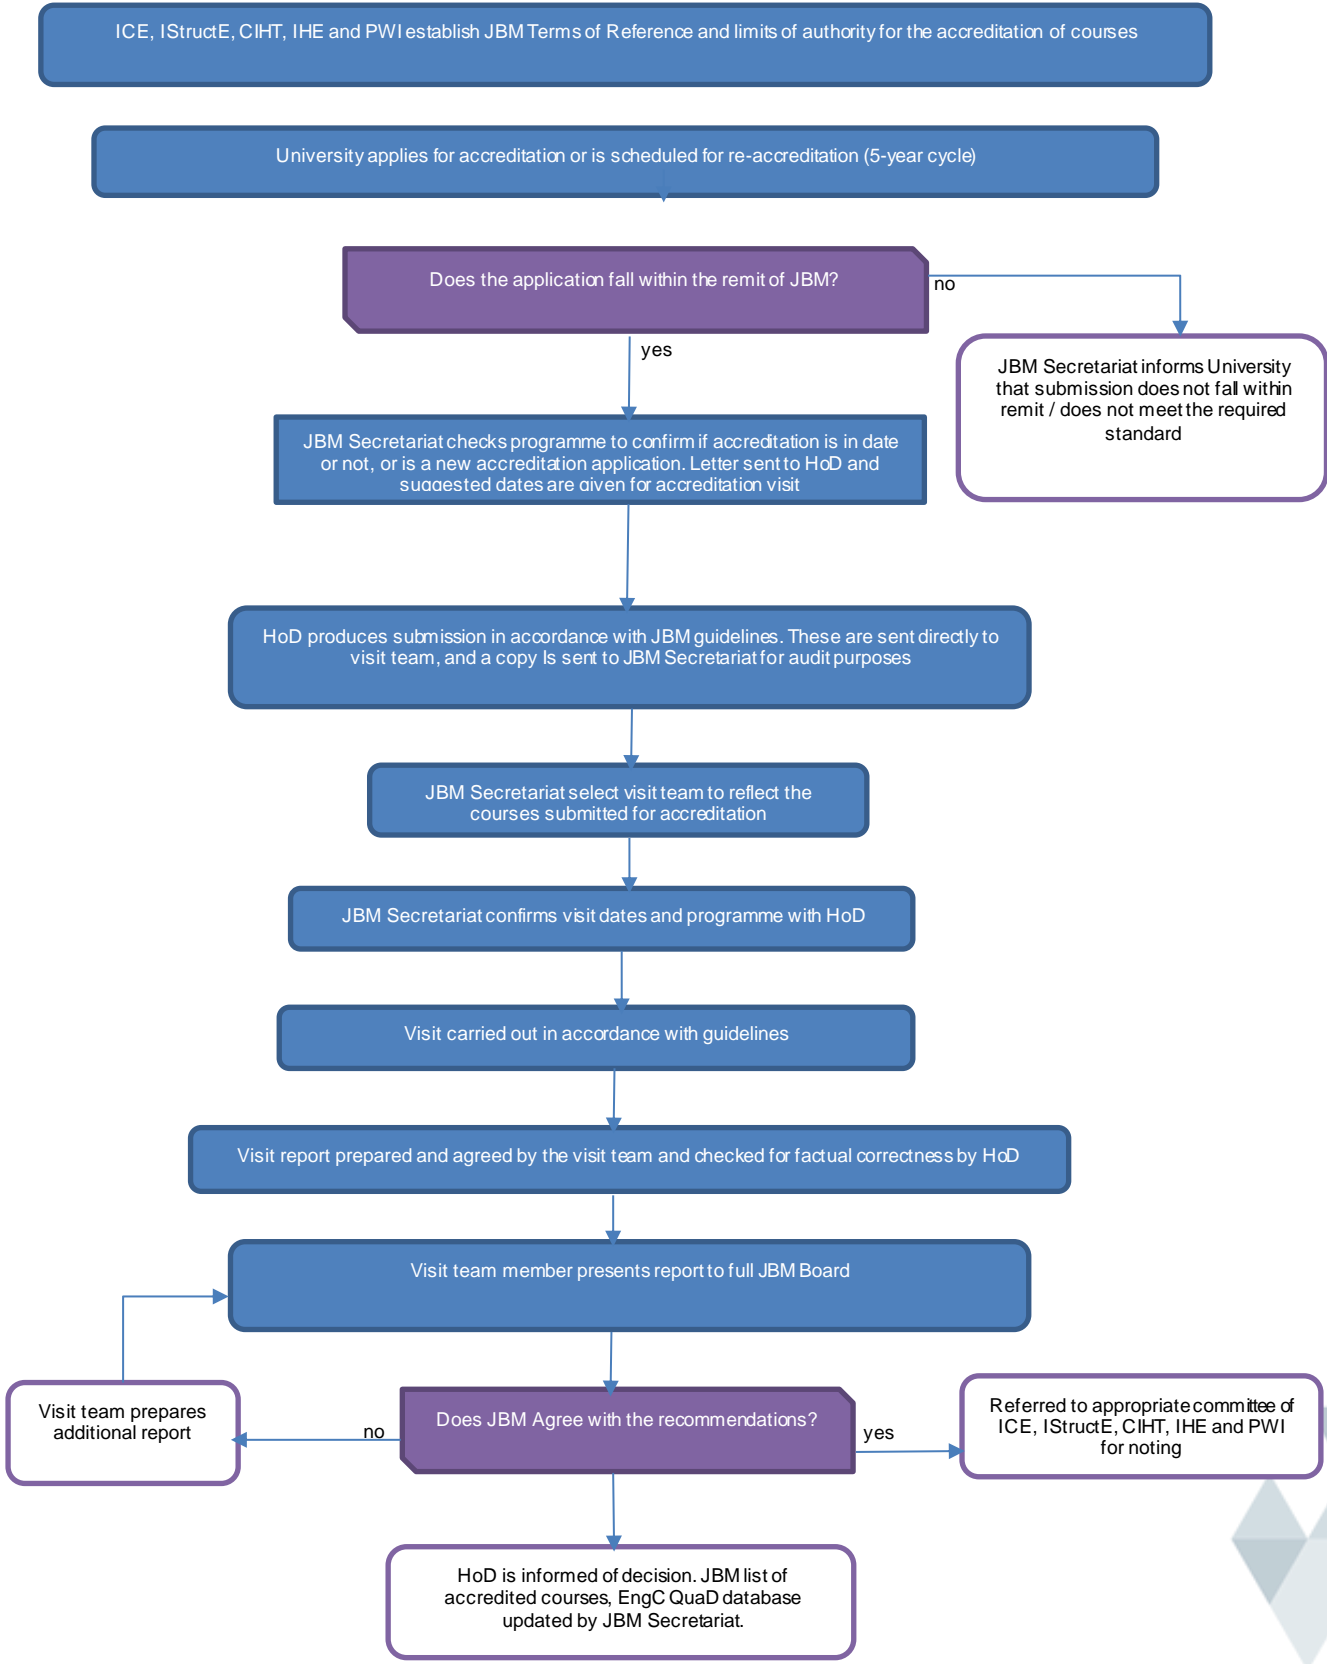 ICE, IStructE, CIHT, IHE and PWI establish JBM Terms of Reference and limits of authority for the accreditation of courses
University applies for accreditation or is scheduled for re-accreditation (5-year cycle)
Does the application fall within the remit of JBM?
no
yes
JBM Secretariat informs University
that submission does not fall within
remit / does not meet the required
standard
JBM Secretariat checks programme to confirm if accreditation is in date
or not, or is a new accreditation application. Letter sent to HoD and
suggested dates are given for accreditation visit
HoD produces submission in accordance with JBM guidelines. These are sent directly to
visit team, and a copy Is sent to JBM Secretariat for audit purposes
JBM Secretariat select visit team to reflect the
courses submitted for accreditation
JBM Secretariat confirms visit dates and programme with HoD
Visit carried out in accordance with guidelines
Visit report prepared and agreed by the visit team and checked for factual correctness by HoD
Visit team member presents report to full JBM Board
Visit team prepares
additional report
no
Does JBM Agree with the recommendations?
yes
Referred to appropriate committee of
ICE, IStructE, CIHT, IHE and PWI
for noting
HoD is informed of decision. JBM list of
accredited courses, EngC QuaD database
updated by JBM Secretariat.